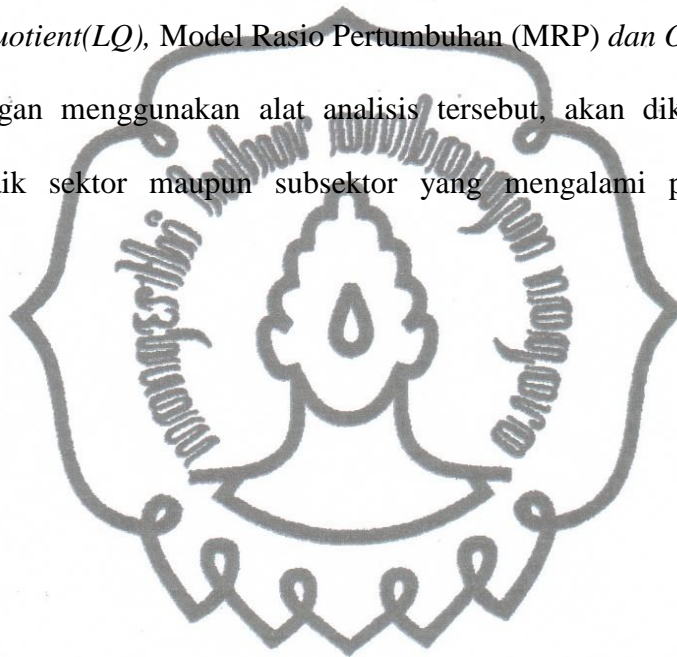 uotient(LQ), Model Rasio Pertumbuhan (MRP) dan O
gan menggunakan alat analisis tersebut, akan dik
aik sektor maupun subsektor yang mengalami p